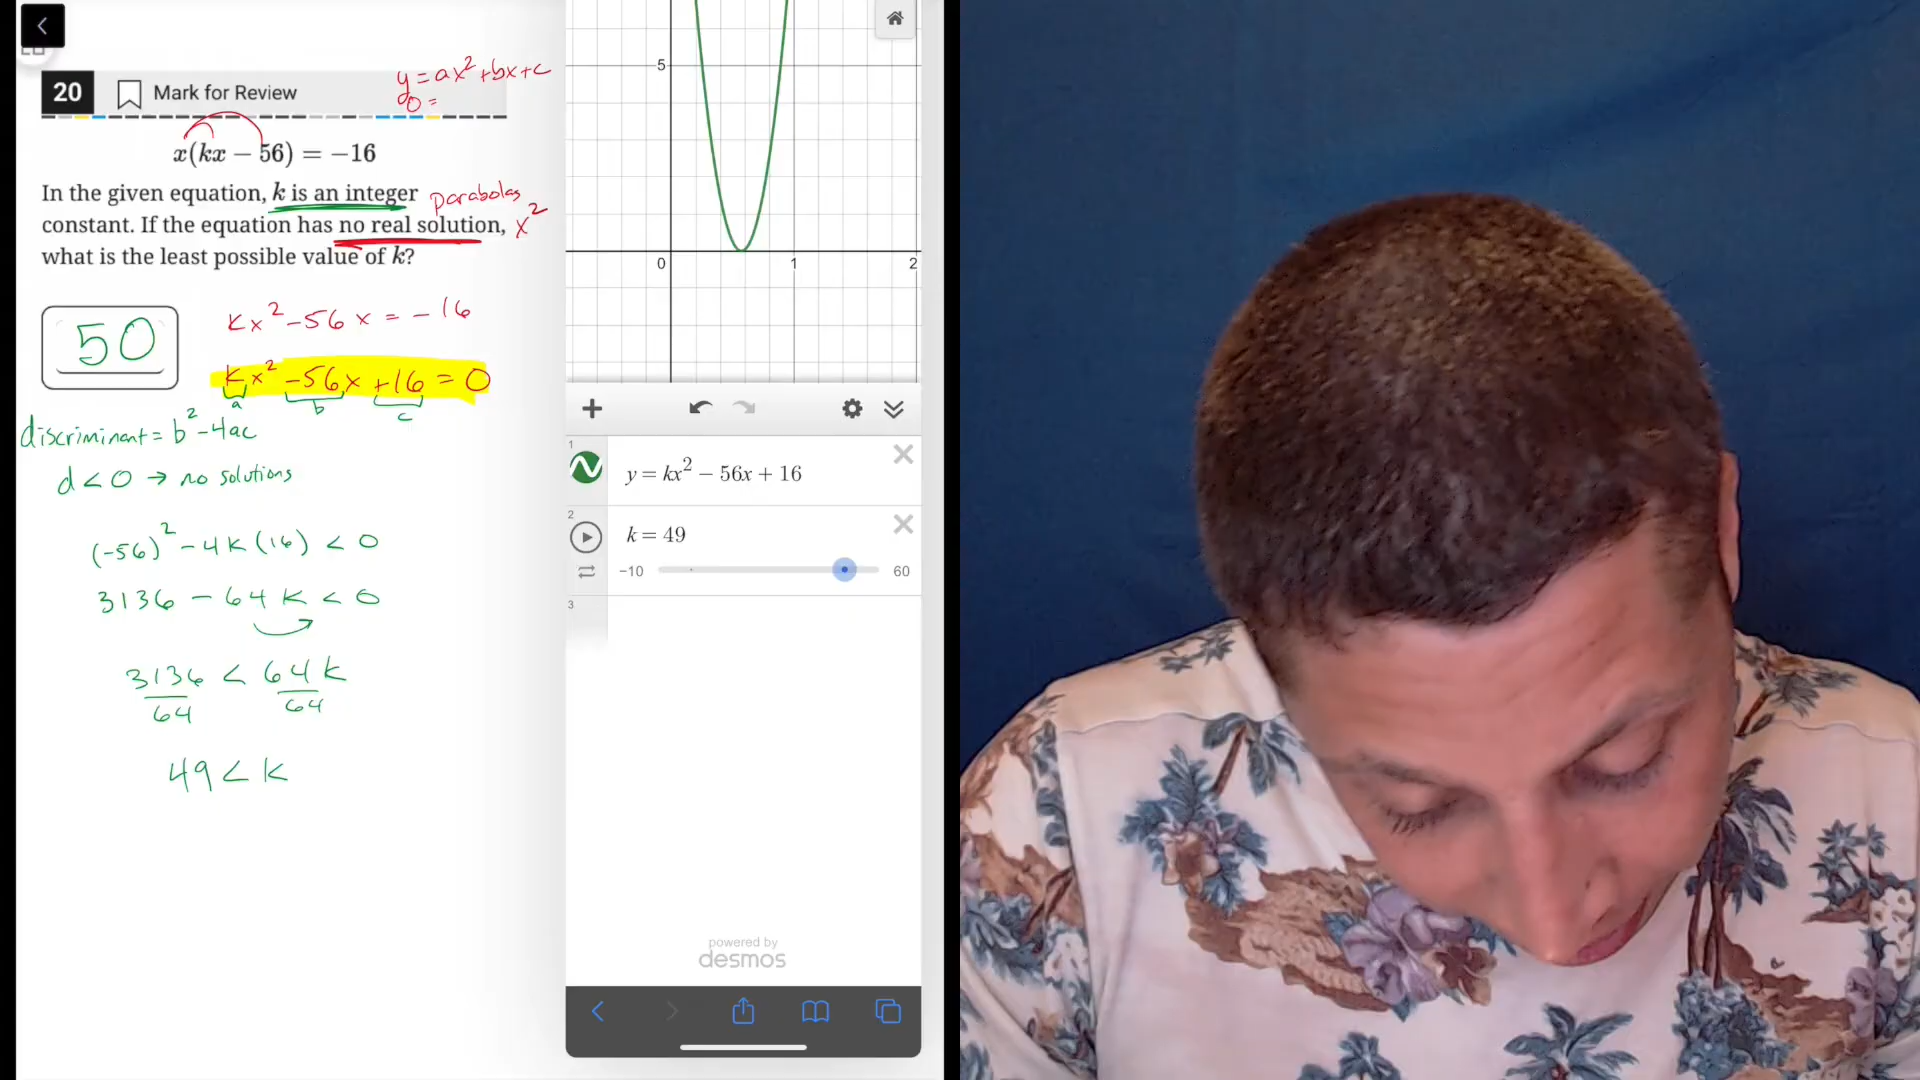 20 Mark for Review
y = ax² + bx + c
0 =
x(kx − 56) = −16
In the given equation, k is an integer
parabolas
constant. If the equation has no real solution,
x²
what is the least possible value of k?
50
kx² − 56x = −16
kx² − 56x + 16 = 0
a b c
discriminant = b² − 4ac
d < 0 → no solutions
(−56)² − 4k(16) < 0
3136 − 64k < 0
3136 < 64k
64 64
49 < k
5
0 1 2
1
y = kx² − 56x + 16
2
k = 49
−10 60
3
powered by
desmos